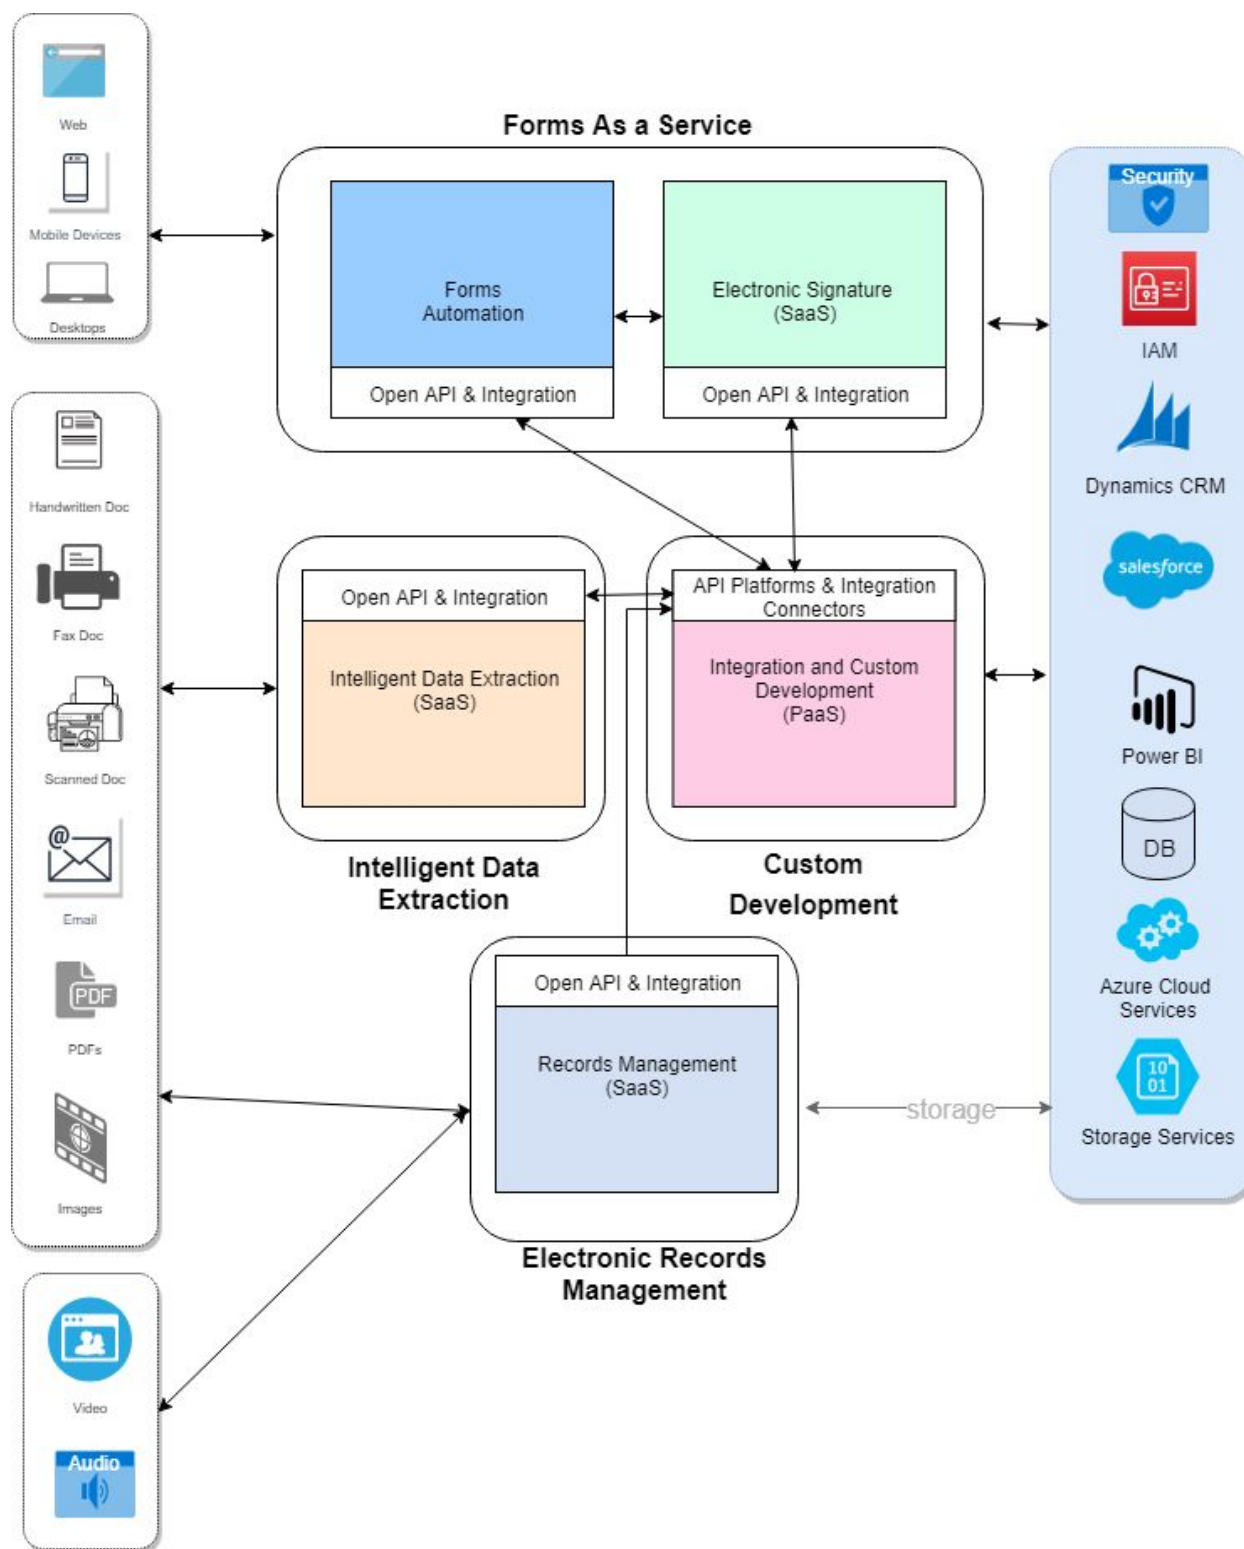 Web
Mobile Devices
Desktops
Forms As a Service
Forms
Automation
Open API & Integration
Electronic Signature
(SaaS)
Open API & Integration
Security
IAM
Dynamics CRM
salesforce
Power BI
DB
Azure Cloud
Services
10
01
Storage Services
Handwritten Doc
Fax Doc
Scanned Doc
@
Email
PDF
PDFs
Images
Open API & Integration
Intelligent Data Extraction
(SaaS)
Intelligent Data
Extraction
API Platforms & Integration
Connectors
Integration and Custom
Development
(PaaS)
Custom
Development
Open API & Integration
Records Management
(SaaS)
storage
Electronic Records
Management
Video
Audio